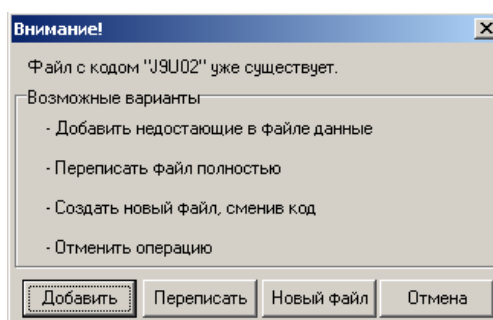 Внимание!
Файл с кодом "J9U02" уже существует.
Возможные варианты
- Добавить недостающие в файле данные
- Переписать файл полностью
- Создать новый файл, сменив код
- Отменить операцию
Добавить Переписать Новый файл Отмена